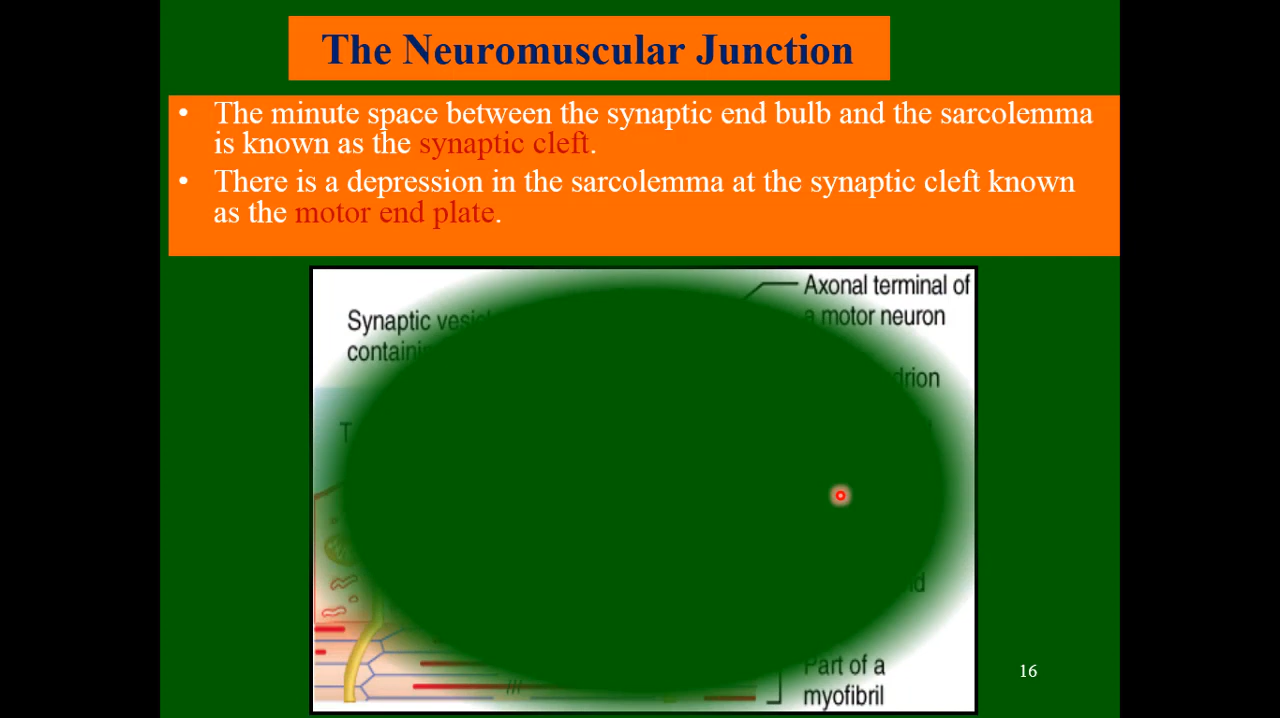 The Neuromuscular Junction
• The minute space between the synaptic end bulb and the sarcolemma
is known as the synaptic cleft.
• There is a depression in the sarcolemma at the synaptic cleft known
as the motor end plate.
Axonal terminal of
a motor neuron
Synaptic
Part of a
myofibril
16